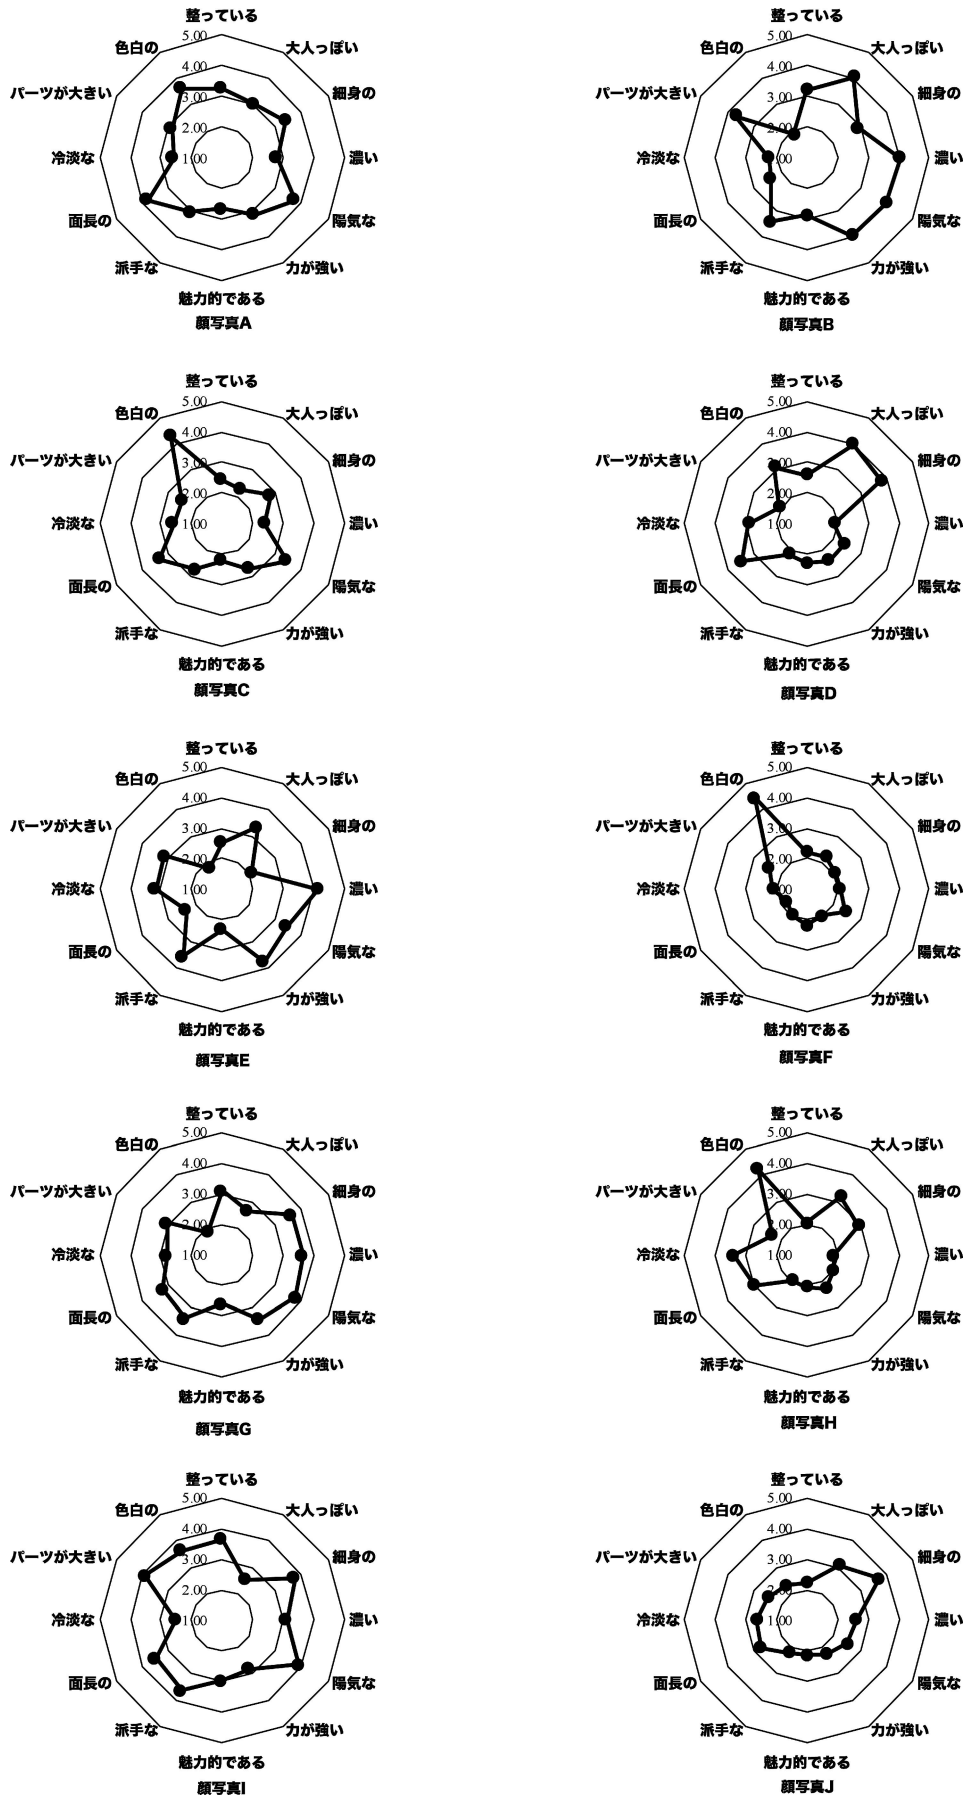 整っている
5.00
色白の 大人っぽい
4.00
パーツが大きい 3.00 細身の
2.00
冷淡な 1.00 濃い
面長の 陽気な
派手な 力が強い
魅力的である
顔写真A
整っている
5.00
色白の 大人っぽい
4.00
パーツが大きい 3.00 細身の
2.00
冷淡な 1.00 濃い
面長の 陽気な
派手な 力が強い
魅力的である
顔写真B
整っている
5.00
色白の 大人っぽい
4.00
パーツが大きい 3.00 細身の
2.00
冷淡な 1.00 濃い
面長の 陽気な
派手な 力が強い
魅力的である
顔写真C
整っている
5.00
色白の 大人っぽい
4.00
パーツが大きい 3.00 細身の
2.00
冷淡な 1.00 濃い
面長の 陽気な
派手な 力が強い
魅力的である
顔写真D
整っている
5.00
色白の 大人っぽい
4.00
パーツが大きい 3.00 細身の
2.00
冷淡な 1.00 濃い
面長の 陽気な
派手な 力が強い
魅力的である
顔写真E
整っている
5.00
色白の 大人っぽい
4.00
パーツが大きい 3.00 細身の
2.00
冷淡な 1.00 濃い
面長の 陽気な
派手な 力が強い
魅力的である
顔写真F
整っている
5.00
色白の 大人っぽい
4.00
パーツが大きい 3.00 細身の
2.00
冷淡な 1.00 濃い
面長の 陽気な
派手な 力が強い
魅力的である
顔写真G
整っている
5.00
色白の 大人っぽい
4.00
パーツが大きい 3.00 細身の
2.00
冷淡な 1.00 濃い
面長の 陽気な
派手な 力が強い
魅力的である
顔写真H
整っている
5.00
色白の 大人っぽい
4.00
パーツが大きい 3.00 細身の
2.00
冷淡な 1.00 濃い
面長の 陽気な
派手な 力が強い
魅力的である
顔写真I
整っている
5.00
色白の 大人っぽい
4.00
パーツが大きい 3.00 細身の
2.00
冷淡な 1.00 濃い
面長の 陽気な
派手な 力が強い
魅力的である
顔写真J